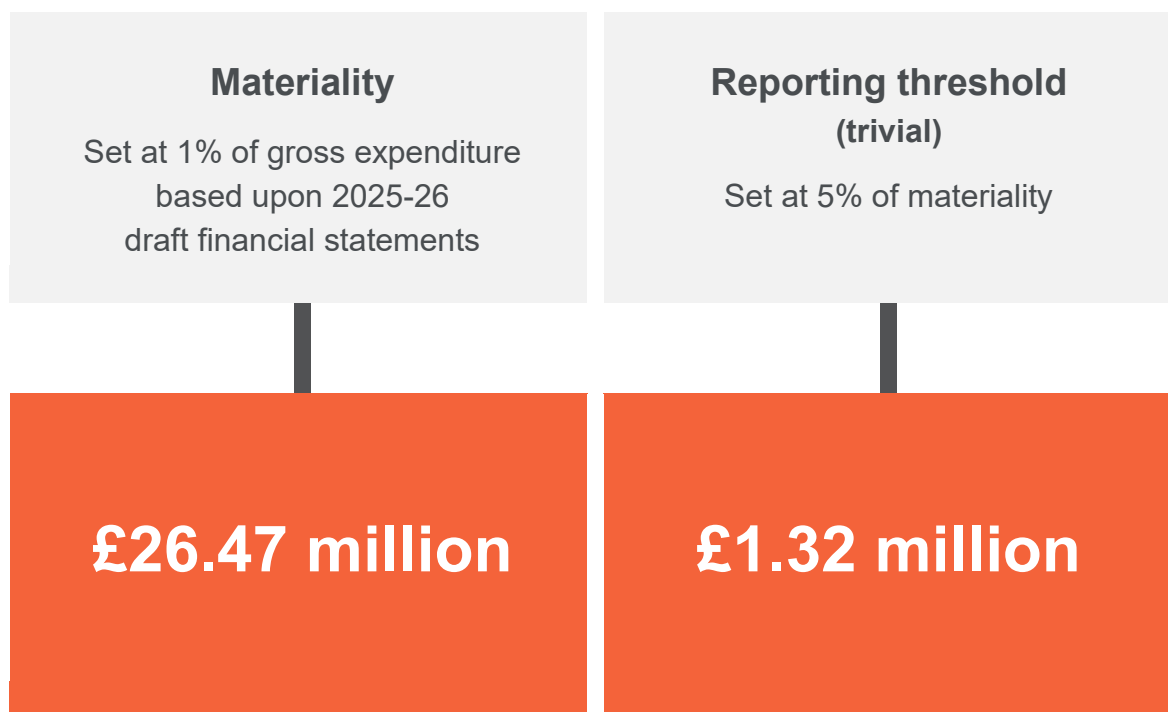 Materiality
Set at 1% of gross expenditure
based upon 2025-26
draft financial statements
£26.47 million
Reporting threshold
(trivial)
Set at 5% of materiality
£1.32 million